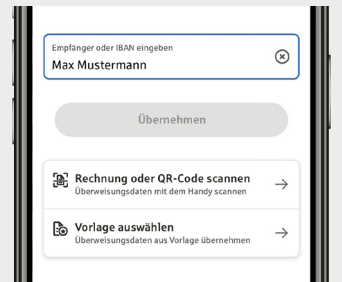 Empfänger oder IBAN eingeben
Max Mustermann
Übernehmen
Rechnung oder QR-Code scannen
Überweisungsdaten mit dem Handy scannen
Vorlage auswählen
Überweisungsdaten aus Vorlage übernehmen